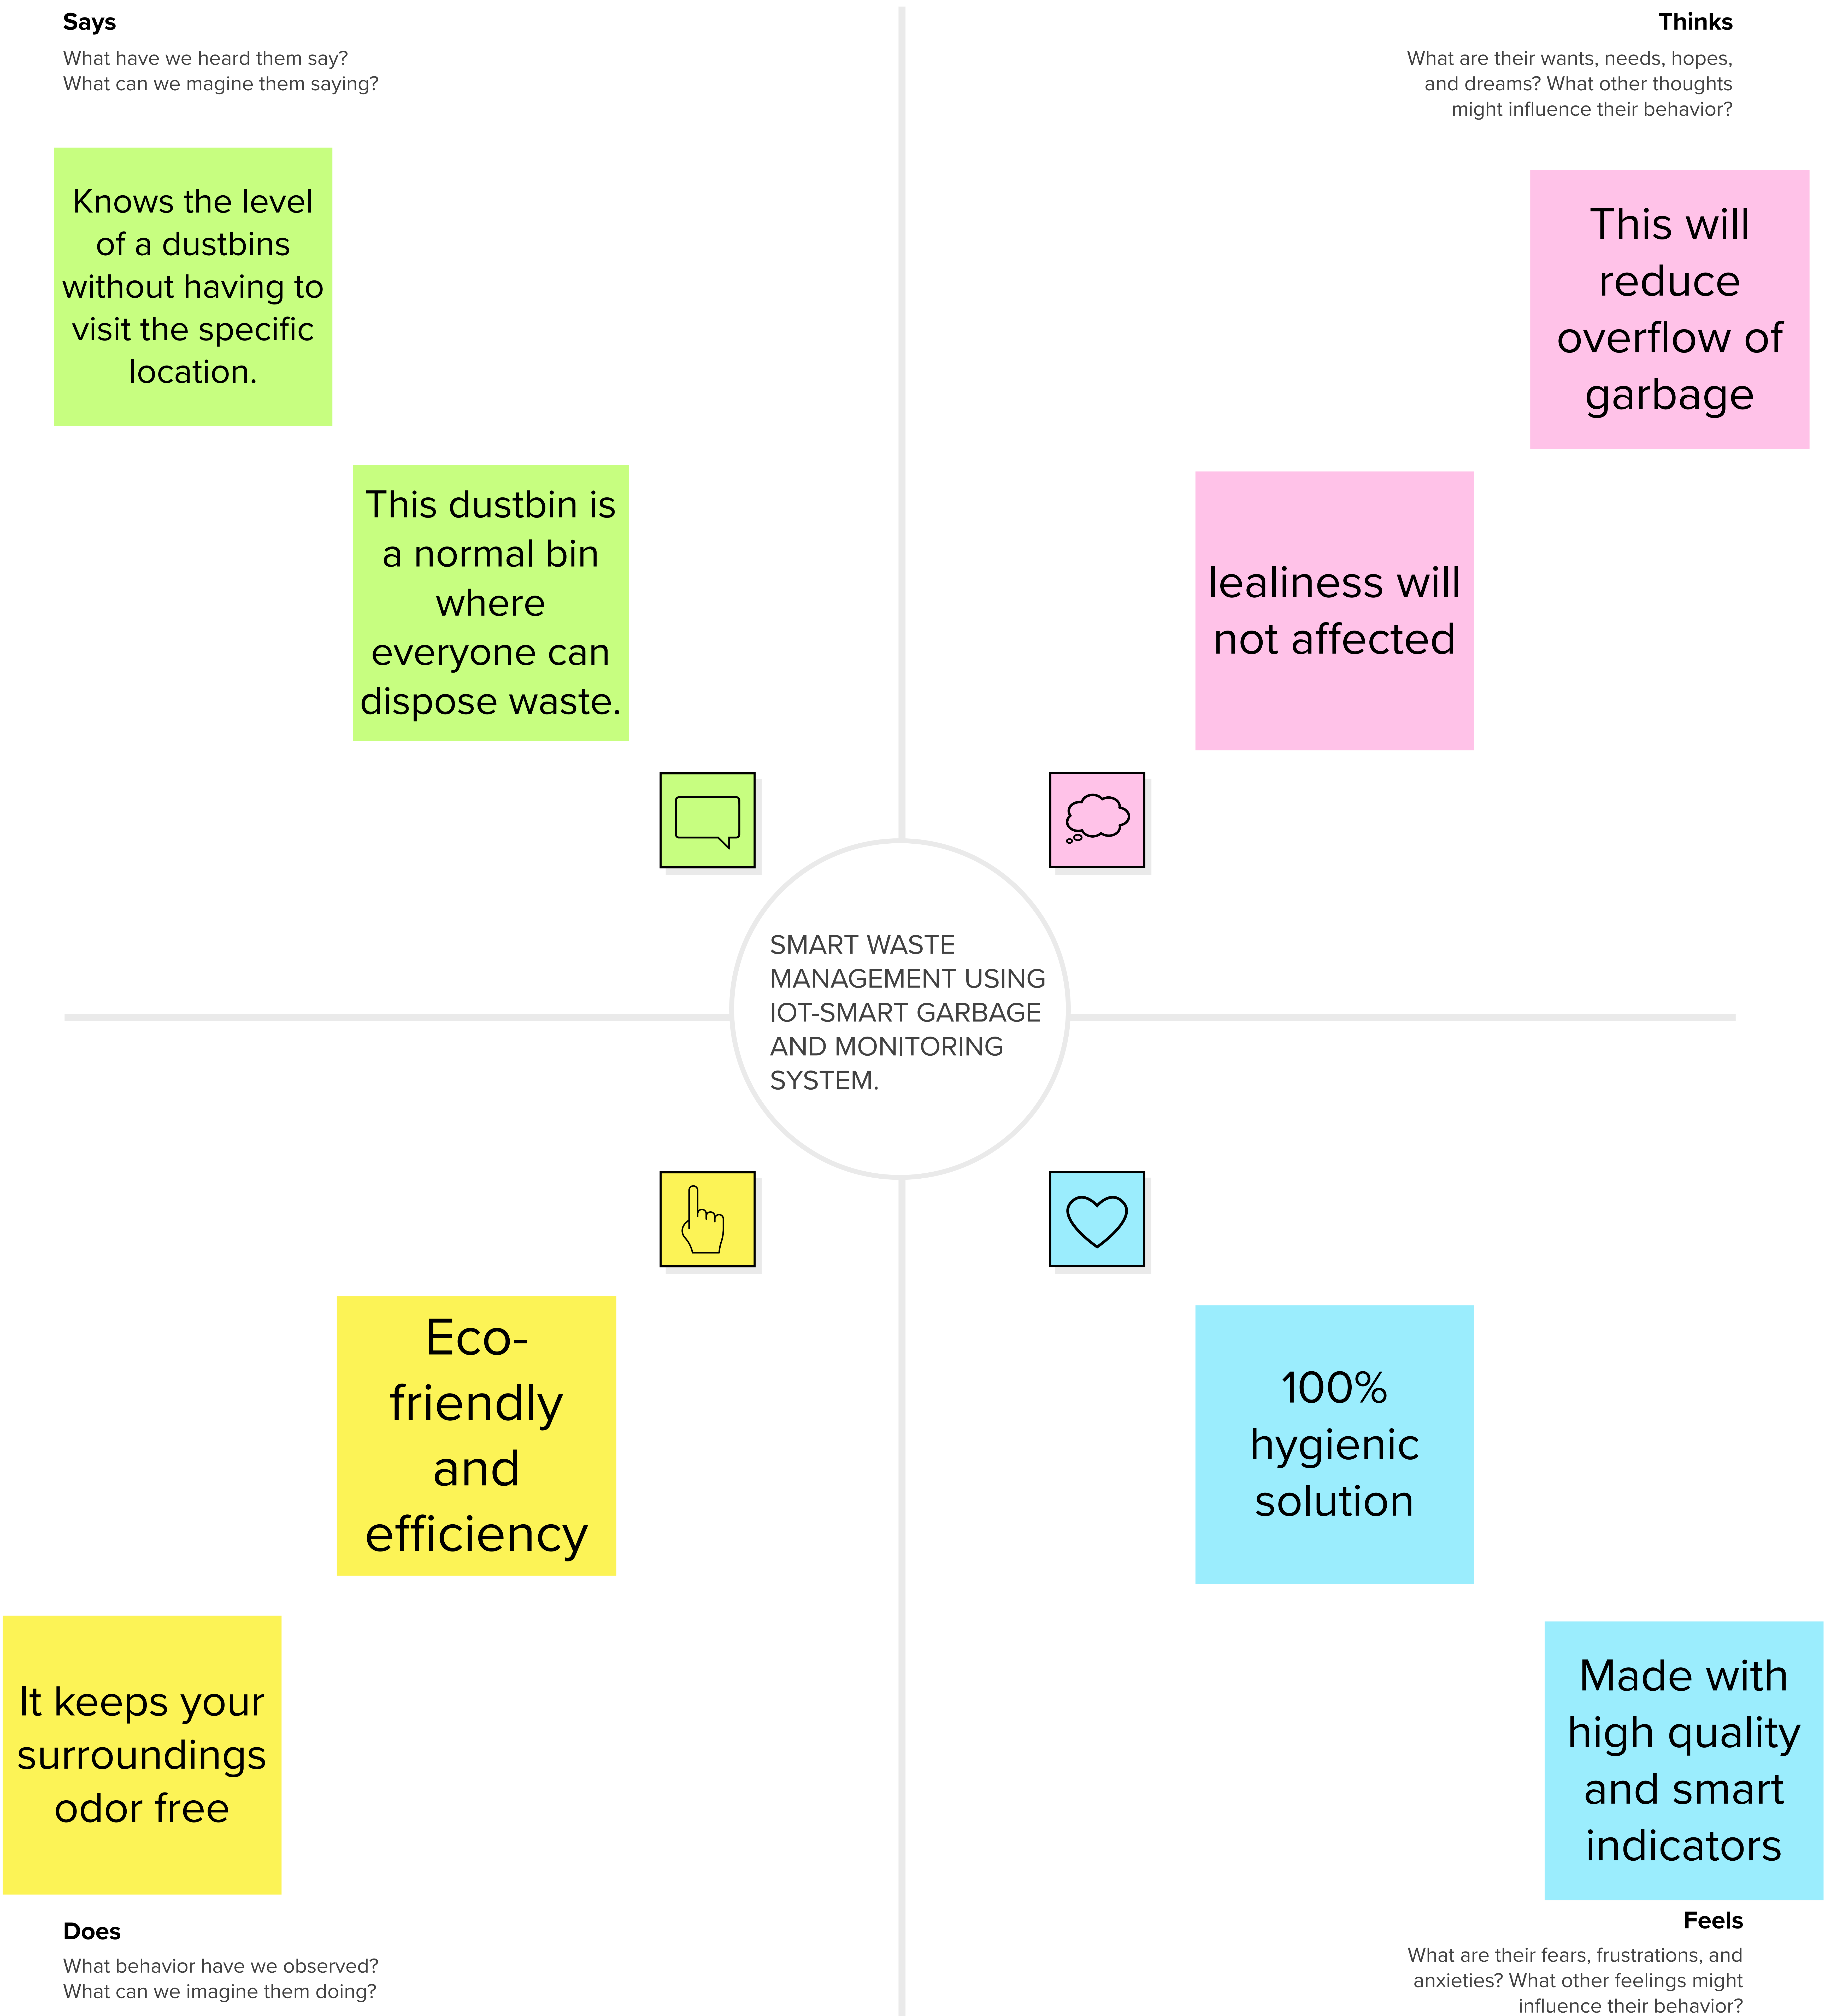 Says
What have we heard them say?
What can we magine them saying?
Knows the level
of a dustbins
without having to
visit the specific
location.
This dustbin is
a normal bin
where
everyone can
dispose waste.
Thinks
What are their wants, needs, hopes,
and dreams? What other thoughts
might influence their behavior?
This will
reduce
overflow of
garbage
lealiness will
not affected
SMART WASTE
MANAGEMENT USING
IOT-SMART GARBAGE
AND MONITORING
SYSTEM.
Eco-
friendly
and
efficiency
It keeps your
surroundings
odor free
Does
What behavior have we observed?
What can we imagine them doing?
100%
hygienic
solution
Made with
high quality
and smart
indicators
Feels
What are their fears, frustrations, and
anxieties? What other feelings might
influence their behavior?